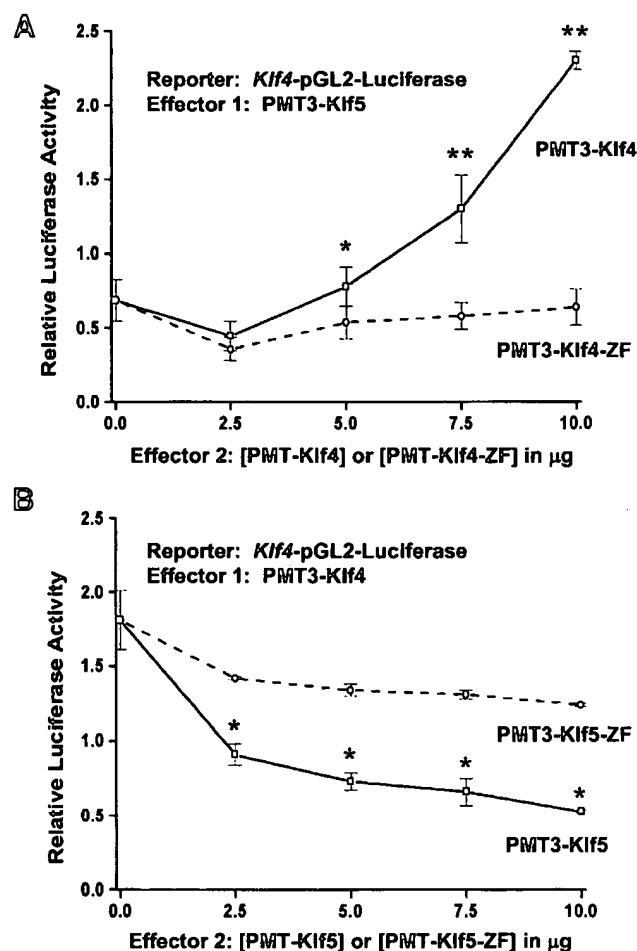 A
2.5
2.0
1.5
1.0
0.5
0.0
Relative Luciferase Activity
Reporter: Klf4-pGL2-Luciferase
Effector 1: PMT3-Klf5
**
PMT3-Klf4
**
*
PMT3-Klf4-ZF
0.0 2.5 5.0 7.5 10.0
Effector 2: [PMT-Klf4] or [PMT-Klf4-ZF] in μg
B
2.5
2.0
1.5
1.0
0.5
0.0
Relative Luciferase Activity
Reporter: Klf4-pGL2-Luciferase
Effector 1: PMT3-Klf4
PMT3-Klf5-ZF
*
*
*
*
PMT3-Klf5
0.0 2.5 5.0 7.5 10.0
Effector 2: [PMT-Klf5] or [PMT-Klf5-ZF] in μg